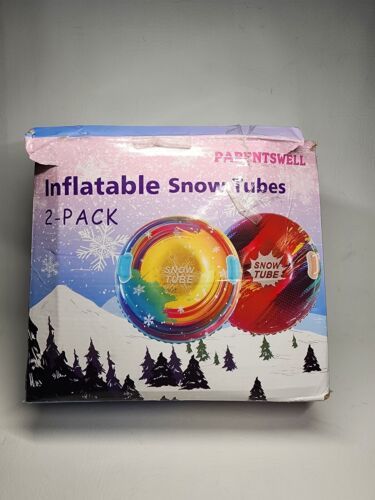 PARENTSWELL
Inflatable Snow Tubes
2-PACK
SNOW
TUBE
SNOW
TUBE